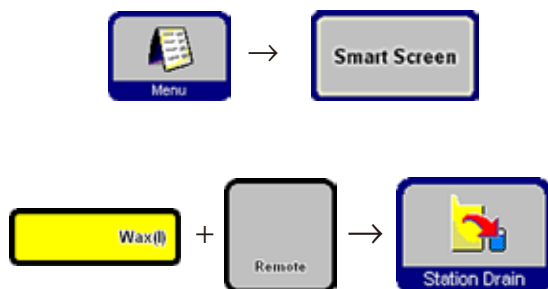 Menu → Smart Screen
Wax(I) + Remote → Station Drain